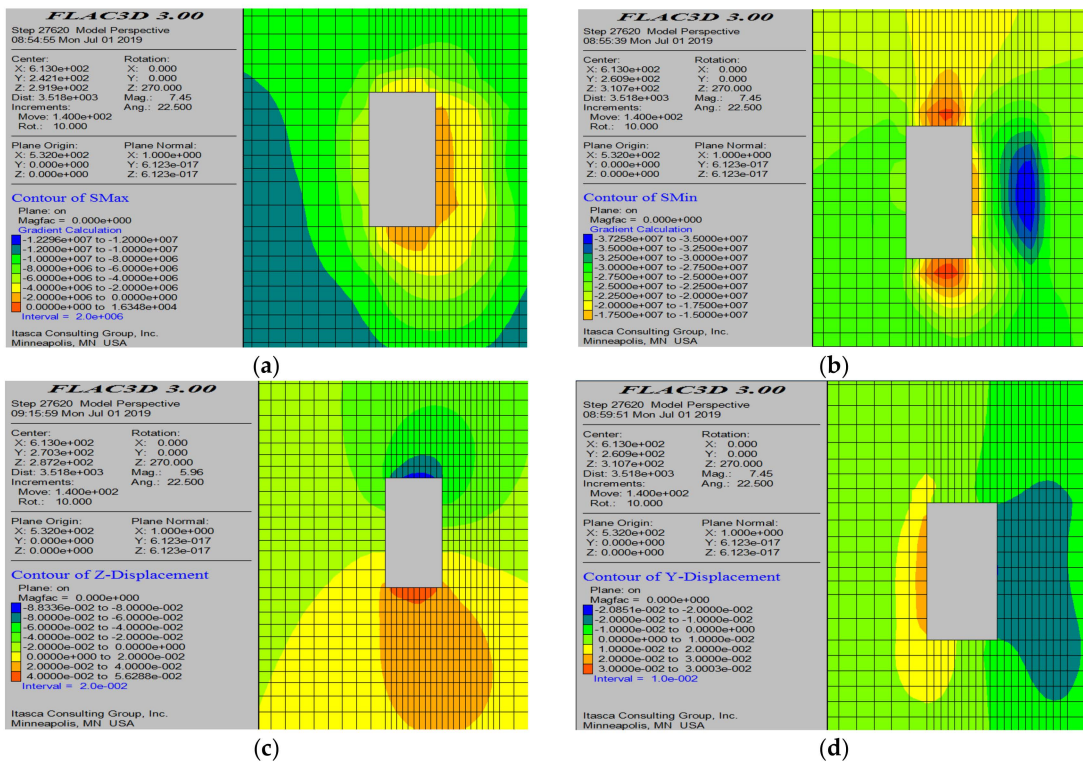 FLAC3D 3.00
Step 27620 Model Perspective
08:54:55 Mon Jul 01 2019
Center: Rotation:
X: 6.130e+002 X: 0.000
Y: 2.421e+002 Y: 0.000
Z: 2.919e+002 Z: 270.000
Dist: 3.518e+003 Mag.: 7.45
Increments: Ang.: 22.500
Move: 1.400e+002
Rot.: 10.000
Plane Origin: Plane Normal:
X: 5.320e+002 X: 1.000e+000
Y: 0.000e+000 Y: 6.123e-017
Z: 0.000e+000 Z: 6.123e-017
Contour of SMax
Plane: on
Magfac = 0.000e+000
Gradient Calculation
-1.2296e+007 to -1.2000e+007
-1.2000e+007 to -1.0000e+007
-1.0000e+007 to -8.0000e+006
-8.0000e+006 to -6.0000e+006
-6.0000e+006 to -4.0000e+006
-4.0000e+006 to -2.0000e+006
-2.0000e+006 to 0.0000e+000
0.0000e+000 to 1.6348e+004
Interval = 2.0e+006
Itasca Consulting Group, Inc.
Minneapolis, MN USA
(a)
FLAC3D 3.00
Step 27620 Model Perspective
08:55:39 Mon Jul 01 2019
Center: Rotation:
X: 6.130e+002 X: 0.000
Y: 2.609e+002 Y: 0.000
Z: 3.107e+002 Z: 270.000
Dist: 3.518e+003 Mag.: 7.45
Increments: Ang.: 22.500
Move: 1.400e+002
Rot.: 10.000
Plane Origin: Plane Normal:
X: 5.320e+002 X: 1.000e+000
Y: 0.000e+000 Y: 6.123e-017
Z: 0.000e+000 Z: 6.123e-017
Contour of SMin
Plane: on
Magfac = 0.000e+000
Gradient Calculation
-3.7258e+007 to -3.5000e+007
-3.5000e+007 to -3.2500e+007
-3.2500e+007 to -3.0000e+007
-3.0000e+007 to -2.7500e+007
-2.7500e+007 to -2.5000e+007
-2.5000e+007 to -2.2500e+007
-2.2500e+007 to -2.0000e+007
-2.0000e+007 to -1.7500e+007
-1.7500e+007 to -1.5000e+007
Itasca Consulting Group, Inc.
Minneapolis, MN USA
(b)
FLAC3D 3.00
Step 27620 Model Perspective
09:15:59 Mon Jul 01 2019
Center: Rotation:
X: 6.130e+002 X: 0.000
Y: 2.703e+002 Y: 0.000
Z: 2.872e+002 Z: 270.000
Dist: 3.518e+003 Mag.: 5.96
Increments: Ang.: 22.500
Move: 1.400e+002
Rot.: 10.000
Plane Origin: Plane Normal:
X: 5.320e+002 X: 1.000e+000
Y: 0.000e+000 Y: 6.123e-017
Z: 0.000e+000 Z: 6.123e-017
Contour of Z-Displacement
Plane: on
Magfac = 0.000e+000
-8.8336e-002 to -8.0000e-002
-8.0000e-002 to -6.0000e-002
-6.0000e-002 to -4.0000e-002
-4.0000e-002 to -2.0000e-002
-2.0000e-002 to 0.0000e+000
0.0000e+000 to 2.0000e-002
2.0000e-002 to 4.0000e-002
4.0000e-002 to 5.6288e-002
Interval = 2.0e-002
Itasca Consulting Group, Inc.
Minneapolis, MN USA
(c)
FLAC3D 3.00
Step 27620 Model Perspective
08:59:51 Mon Jul 01 2019
Center: Rotation:
X: 6.130e+002 X: 0.000
Y: 2.609e+002 Y: 0.000
Z: 3.107e+002 Z: 270.000
Dist: 3.518e+003 Mag.: 7.45
Increments: Ang.: 22.500
Move: 1.400e+002
Rot.: 10.000
Plane Origin: Plane Normal:
X: 5.320e+002 X: 1.000e+000
Y: 0.000e+000 Y: 6.123e-017
Z: 0.000e+000 Z: 6.123e-017
Contour of Y-Displacement
Plane: on
Magfac = 0.000e+000
-2.0851e-002 to -2.0000e-002
-2.0000e-002 to -1.0000e-002
-1.0000e-002 to 0.0000e+000
0.0000e+000 to 1.0000e-002
1.0000e-002 to 2.0000e-002
2.0000e-002 to 3.0000e-002
3.0000e-002 to 3.0003e-002
Interval = 1.0e-002
Itasca Consulting Group, Inc.
Minneapolis, MN USA
(d)